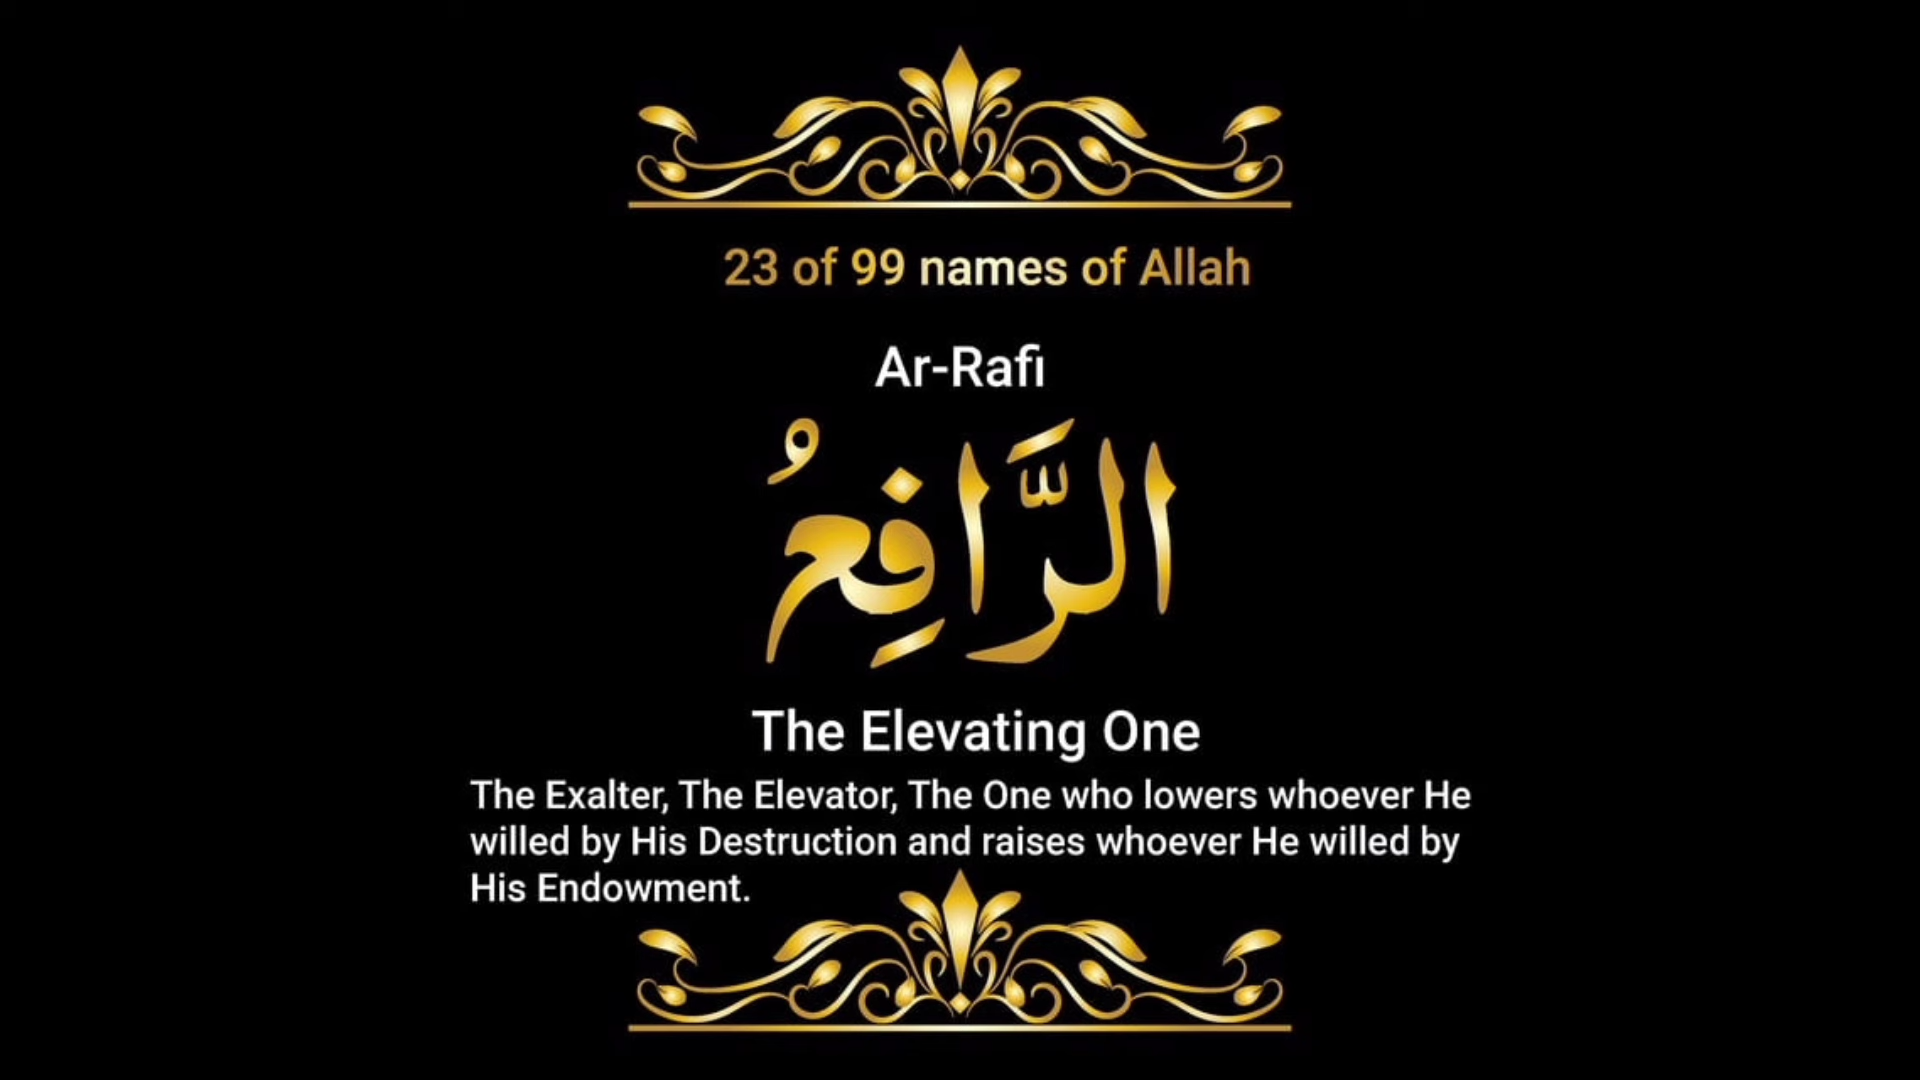 23 of 99 names of Allah
Ar-Rafi
الرَّافِعُ
The Elevating One
The Exalter, The Elevator, The One who lowers whoever He
willed by His Destruction and raises whoever He willed by
His Endowment.